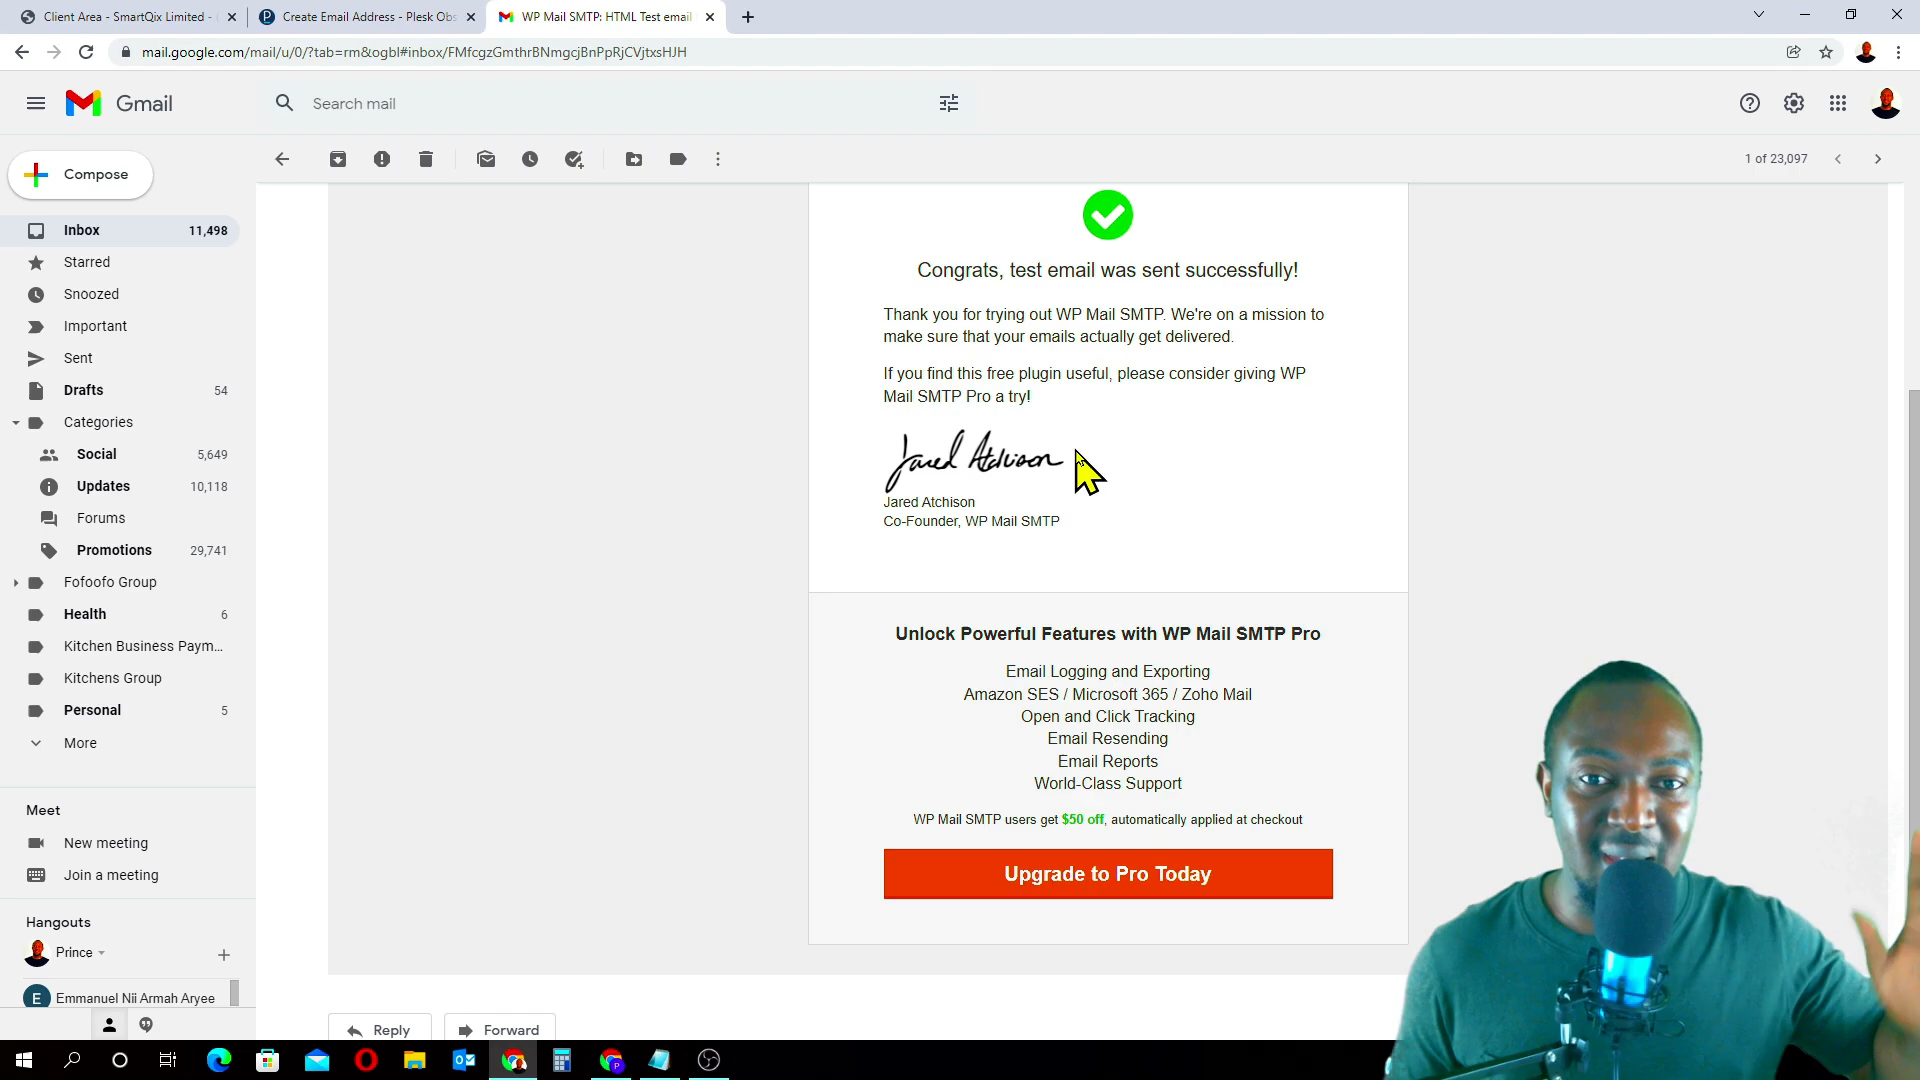 Client Area - SmartQix Limited -
Create Email Address - Plesk Obs
WP Mail SMTP: HTML Test email
mail.google.com/mail/u/0/?tab=rm&ogbl#inbox/FMfcgzGmthrBNmgcjBnPpRjCVjtxsHJH
Gmail
Search mail
Compose
1 of 23,097
Inbox 11,498
Starred
Snoozed
Important
Sent
Drafts 54
Categories
Social 5,649
Updates 10,118
Forums
Promotions 29,741
Fofoofo Group
Health 6
Kitchen Business Paym...
Kitchens Group
Personal 5
More
Meet
New meeting
Join a meeting
Hangouts
Prince
E Emmanuel Nii Armah Aryee
Congrats, test email was sent successfully!
Thank you for trying out WP Mail SMTP. We're on a mission to
make sure that your emails actually get delivered.
If you find this free plugin useful, please consider giving WP
Mail SMTP Pro a try!
Jared Atchison
Jared Atchison
Co-Founder, WP Mail SMTP
Unlock Powerful Features with WP Mail SMTP Pro
Email Logging and Exporting
Amazon SES / Microsoft 365 / Zoho Mail
Open and Click Tracking
Email Resending
Email Reports
World-Class Support
WP Mail SMTP users get $50 off, automatically applied at checkout
Upgrade to Pro Today
Reply
Forward